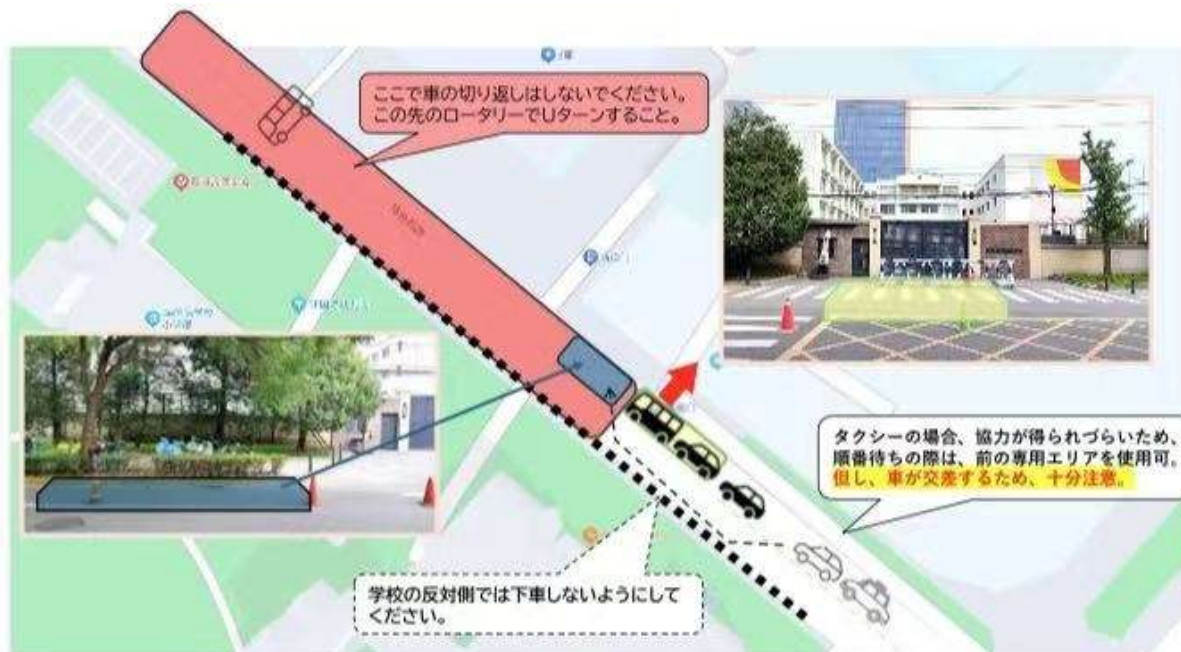 ここで車の切り返しはしないでください。
この先のロータリーでUターンすること。
タクシーの場合、協力が得られづらいため、
順番待ちの際は、前の専用エリアを使用可。
但し、車が交差するため、十分注意。
学校の反対側では下車しないようにして
ください。